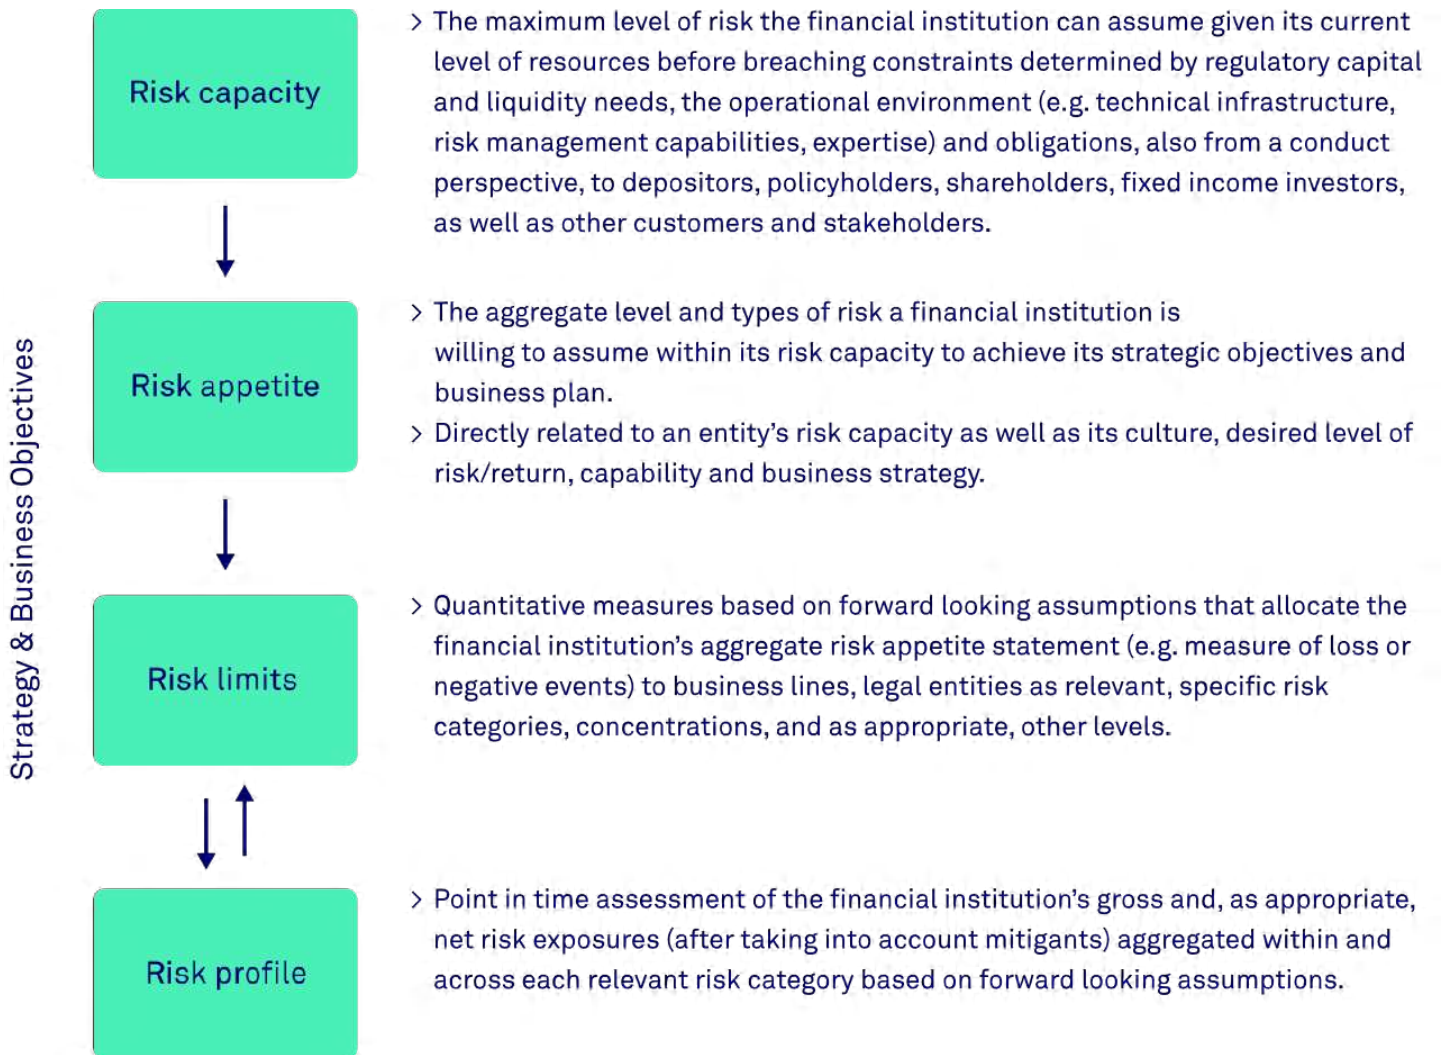 Strategy & Business Objectives
Risk capacity
> The maximum level of risk the financial institution can assume given its current
level of resources before breaching constraints determined by regulatory capital
and liquidity needs, the operational environment (e.g. technical infrastructure,
risk management capabilities, expertise) and obligations, also from a conduct
perspective, to depositors, policyholders, shareholders, fixed income investors,
as well as other customers and stakeholders.
Risk appetite
> The aggregate level and types of risk a financial institution is
willing to assume within its risk capacity to achieve its strategic objectives and
business plan.
> Directly related to an entity's risk capacity as well as its culture, desired level of
risk/return, capability and business strategy.
Risk limits
> Quantitative measures based on forward looking assumptions that allocate the
financial institution's aggregate risk appetite statement (e.g. measure of loss or
negative events) to business lines, legal entities as relevant, specific risk
categories, concentrations, and as appropriate, other levels.
Risk profile
> Point in time assessment of the financial institution's gross and, as appropriate,
net risk exposures (after taking into account mitigants) aggregated within and
across each relevant risk category based on forward looking assumptions.